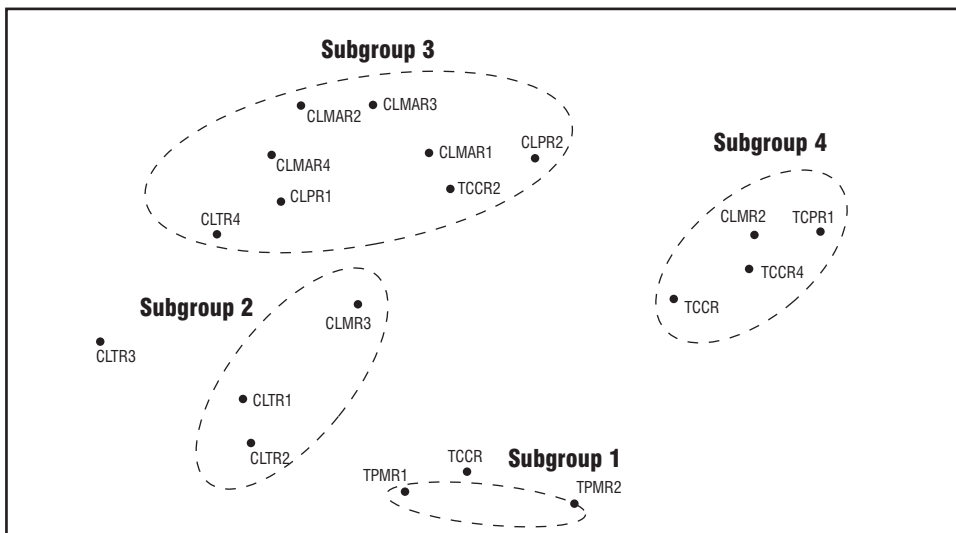 Subgroup 3
CLMAR2
CLMAR3
CLMAR4
CLMAR1
CLPR2
CLPR1
TCCR2
CLTR4
Subgroup 4
CLMR2
TCPR1
TCCR4
TCCR
Subgroup 2
CLMR3
CLTR3
CLTR1
CLTR2
TCCR
Subgroup 1
TPMR1
TPMR2